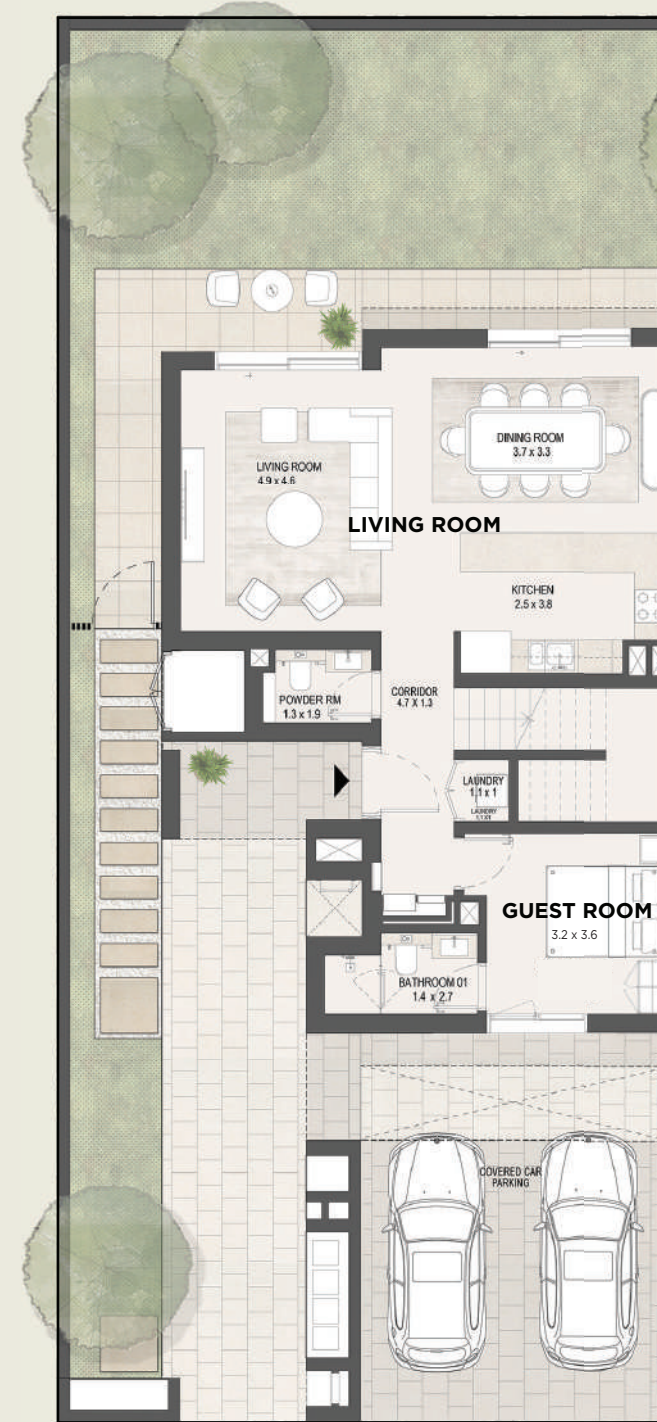 DINING ROOM
3.7 x 3.3
LIVING ROOM
4.9 x 4.6
LIVING ROOM
KITCHEN
2.5 x 3.8
POWDER RM
1.3 x 1.9
CORRIDOR
4.7 X 1.3
LAUNDRY
1.1 x 1
LAUNDRY
GUEST ROOM
3.2 x 3.6
BATHROOM 01
1.4 x 2.7
COVERED CAR
PARKING